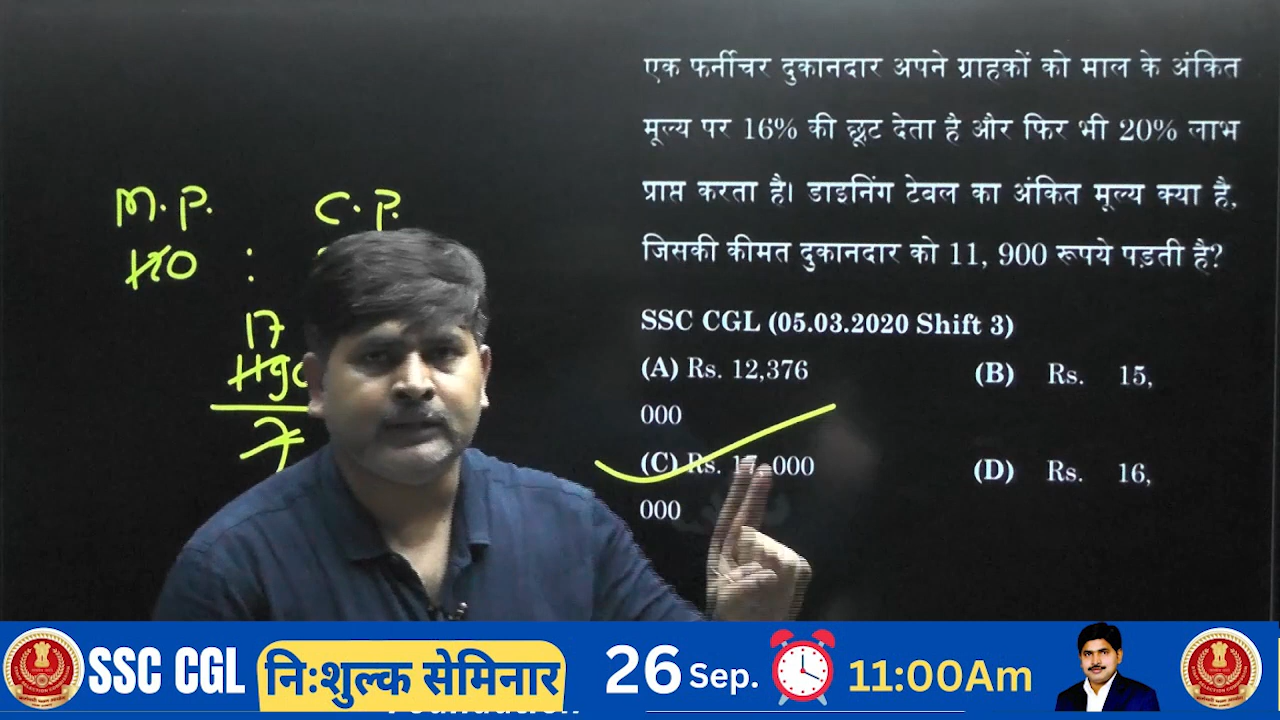 एक फर्नीचर दुकानदार अपने ग्राहकों को माल के अंकित
मूल्य पर 16% की छूट देता है और फिर भी 20% लाभ
प्राप्त करता है। डाइनिंग टेबल का अंकित मूल्य क्या है,
जिसकी कीमत दुकानदार को 11, 900 रूपये पड़ती है?
SSC CGL (05.03.2020 Shift 3)
(A) Rs. 12,376 (B) Rs. 15,
000
(C) Rs. 17,000 (D) Rs. 16,
000
M.P. C.P.
:
17
7
SSC CGL निःशुल्क सेमिनार 26 Sep. 11:00Am